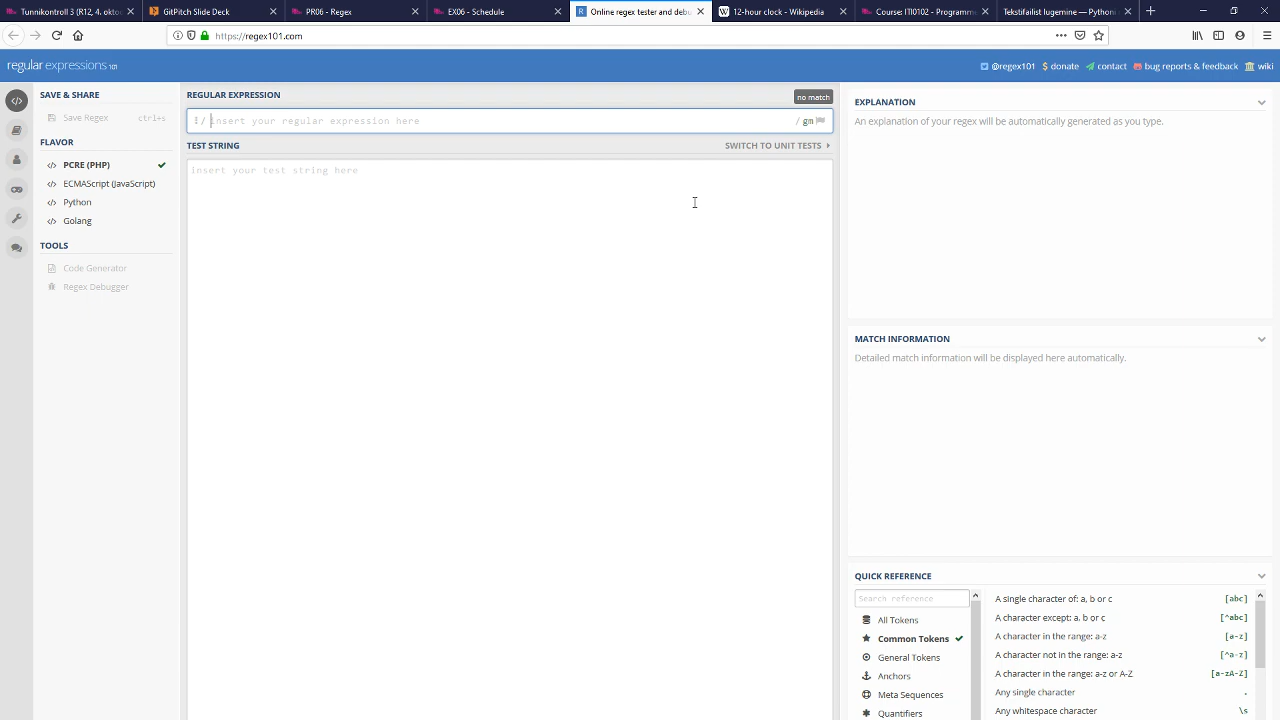 Tunnikontroll 3 (R12, 4. okto
GitPitch Slide Deck
PR06 - Regex
EX06 - Schedule
Online regex tester and debu
12-hour clock - Wikipedia
Course: ITI0102 - Programme
Tekstifailist lugemine — Python
https://regex101.com
regular expressions 101
@regex101
donate
contact
bug reports & feedback
wiki
SAVE & SHARE
Save Regex ctrl+s
FLAVOR
PCRE (PHP)
ECMAScript (JavaScript)
Python
Golang
TOOLS
Code Generator
Regex Debugger
REGULAR EXPRESSION
no match
/ insert your regular expression here / gm
TEST STRING
SWITCH TO UNIT TESTS
insert your test string here
EXPLANATION
An explanation of your regex will be automatically generated as you type.
MATCH INFORMATION
Detailed match information will be displayed here automatically.
QUICK REFERENCE
Search reference
All Tokens
Common Tokens
General Tokens
Anchors
Meta Sequences
Quantifiers
A single character of: a, b or c [abc]
A character except: a, b or c [^abc]
A character in the range: a-z [a-z]
A character not in the range: a-z [^a-z]
A character in the range: a-z or A-Z [a-zA-Z]
Any single character .
Any whitespace character \s